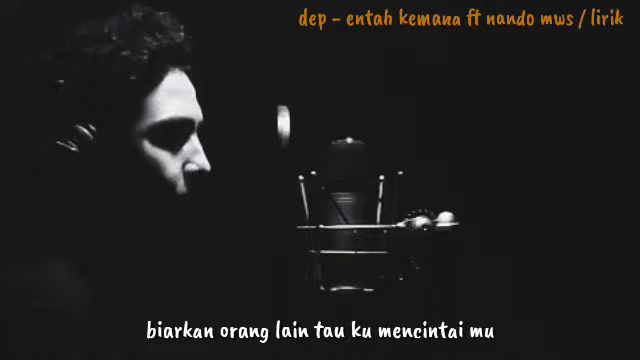 dep - entah kemana ft nando mws / lirik
biarkan orang lain tau ku mencintai mu